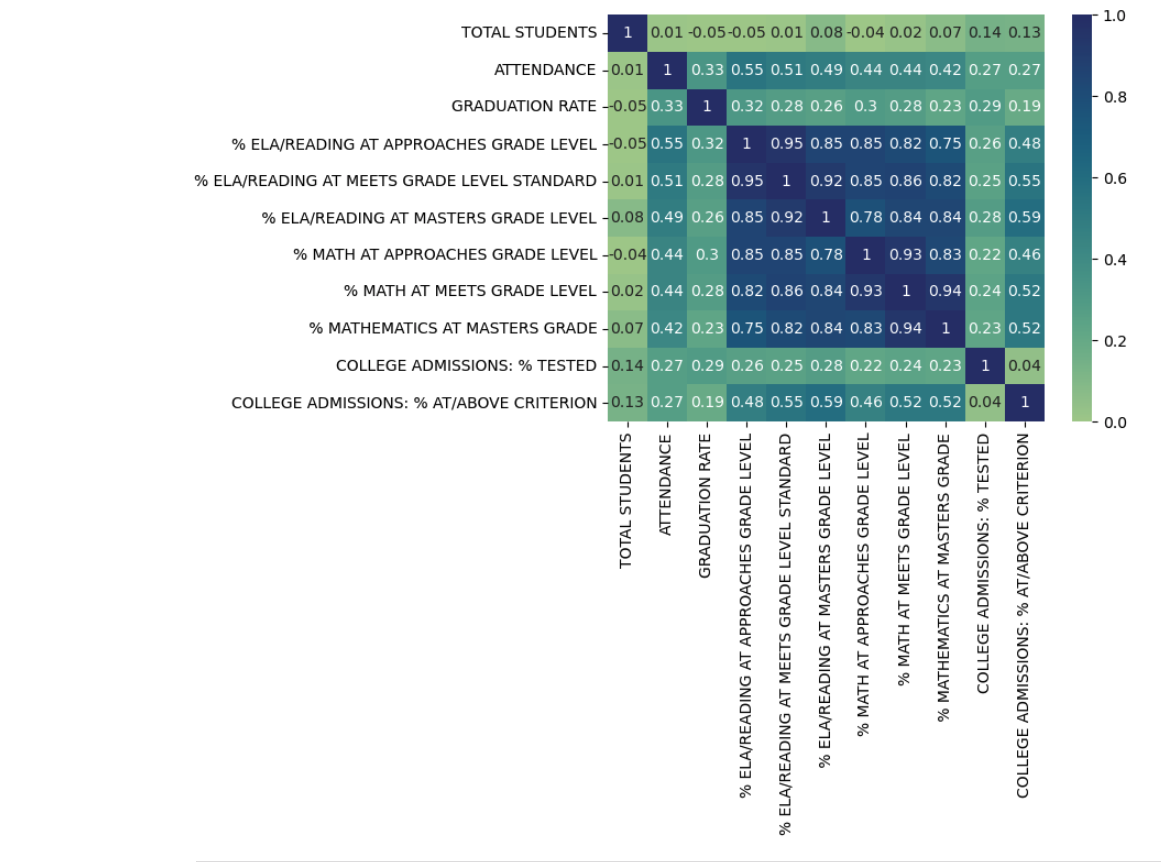 TOTAL STUDENTS 1 0.01 -0.05 -0.05 0.01 0.08 -0.04 0.02 0.07 0.14 0.13
ATTENDANCE 0.01 1 0.33 0.55 0.51 0.49 0.44 0.44 0.42 0.27 0.27
GRADUATION RATE -0.05 0.33 1 0.32 0.28 0.26 0.3 0.28 0.23 0.29 0.19
% ELA/READING AT APPROACHES GRADE LEVEL -0.05 0.55 0.32 1 0.95 0.85 0.85 0.82 0.75 0.26 0.48
% ELA/READING AT MEETS GRADE LEVEL STANDARD 0.01 0.51 0.28 0.95 1 0.92 0.85 0.86 0.82 0.25 0.55
% ELA/READING AT MASTERS GRADE LEVEL 0.08 0.49 0.26 0.85 0.92 1 0.78 0.84 0.84 0.28 0.59
% MATH AT APPROACHES GRADE LEVEL -0.04 0.44 0.3 0.85 0.85 0.78 1 0.93 0.83 0.22 0.46
% MATH AT MEETS GRADE LEVEL 0.02 0.44 0.28 0.82 0.86 0.84 0.93 1 0.94 0.24 0.52
% MATHEMATICS AT MASTERS GRADE 0.07 0.42 0.23 0.75 0.82 0.84 0.83 0.94 1 0.23 0.52
COLLEGE ADMISSIONS: % TESTED 0.14 0.27 0.29 0.26 0.25 0.28 0.22 0.24 0.23 1 0.04
COLLEGE ADMISSIONS: % AT/ABOVE CRITERION 0.13 0.27 0.19 0.48 0.55 0.59 0.46 0.52 0.52 0.04 1
TOTAL STUDENTS
ATTENDANCE
GRADUATION RATE
% ELA/READING AT APPROACHES GRADE LEVEL
% ELA/READING AT MEETS GRADE LEVEL STANDARD
% ELA/READING AT MASTERS GRADE LEVEL
% MATH AT APPROACHES GRADE LEVEL
% MATH AT MEETS GRADE LEVEL
% MATHEMATICS AT MASTERS GRADE
COLLEGE ADMISSIONS: % TESTED
COLLEGE ADMISSIONS: % AT/ABOVE CRITERION
1.0
0.8
0.6
0.4
0.2
0.0